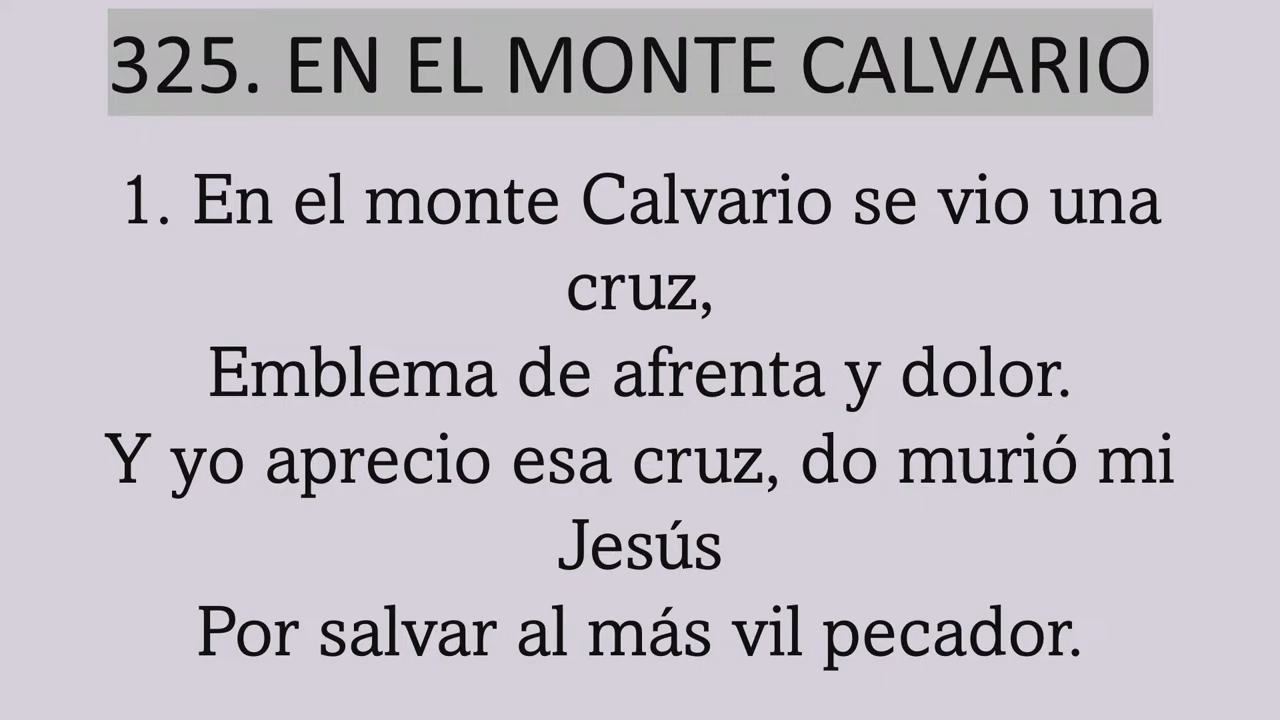 325. EN EL MONTE CALVARIO
1. En el monte Calvario se vio una
cruz,
Emblema de afrenta y dolor.
Y yo aprecio esa cruz, do murió mi
Jesús
Por salvar al más vil pecador.